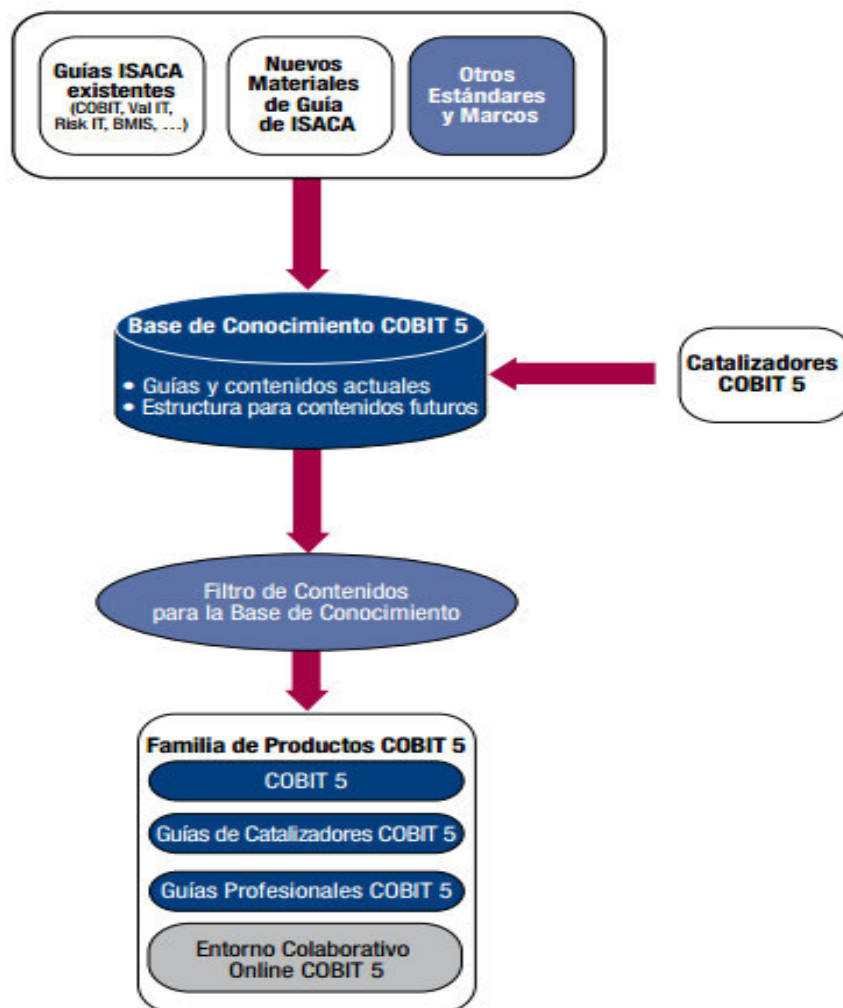 Guías ISACA
existentes
(COBIT, Val IT,
Risk IT, BMIS, …)
Nuevos
Materiales
de Guía
de ISACA
Otros
Estándares
y Marcos
Base de Conocimiento COBIT 5
• Guías y contenidos actuales
• Estructura para contenidos futuros
Catalizadores
COBIT 5
Filtro de Contenidos
para la Base de Conocimiento
Familia de Productos COBIT 5
COBIT 5
Guías de Catalizadores COBIT 5
Guías Profesionales COBIT 5
Entorno Colaborativo
Online COBIT 5